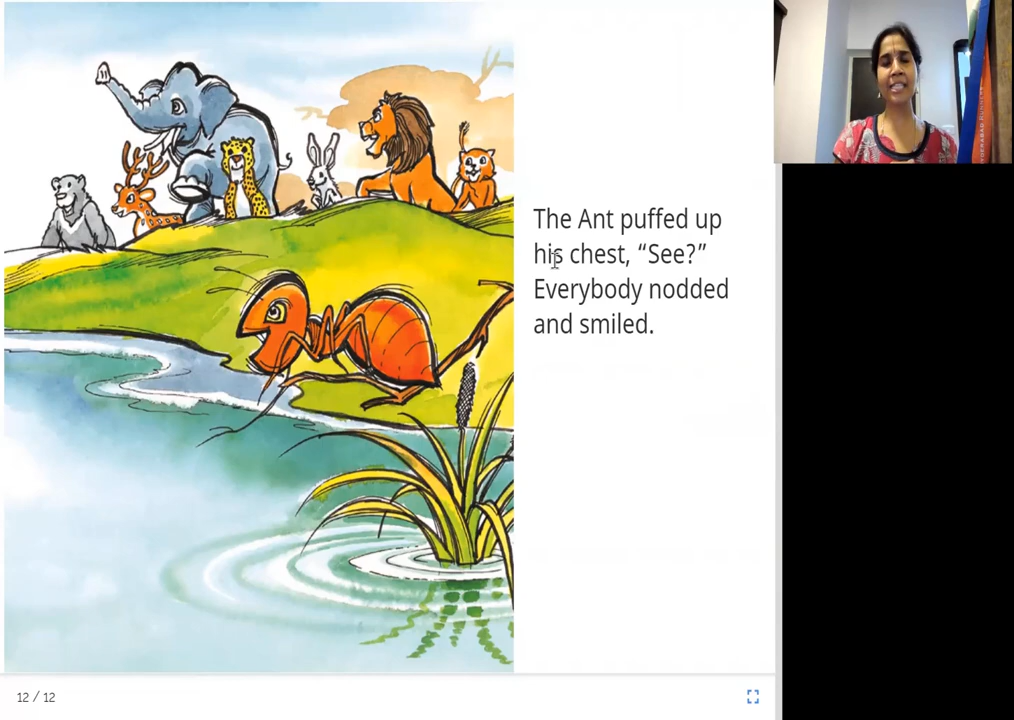 The Ant puffed up
his chest, “See?”
Everybody nodded
and smiled.
12 / 12